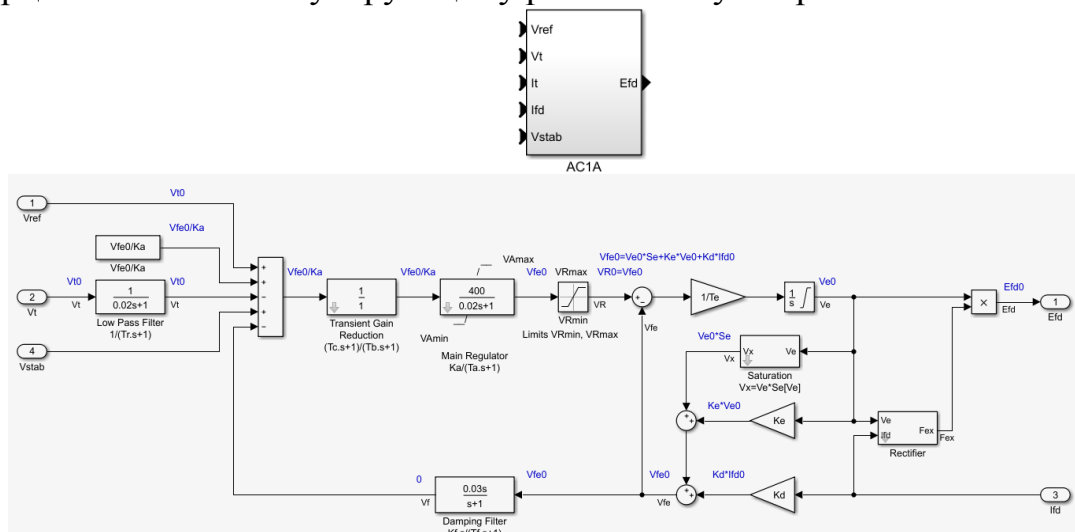 Vref
Vt
It
Ifd
Vstab
Efd
AC1A
1
Vref
Vt0
Vfe0/Ka
Vfe0/Ka
Vfe0/Ka
2
Vt
Vt0
Vt
1
0.02s+1
Low Pass Filter
1/(Tr.s+1)
Vt0
Vt
4
Vstab
+
+
−
+
−
Vfe0/Ka
1
1
Transient Gain
Reduction
(Tc.s+1)/(Tb.s+1)
Vfe0/Ka
VAmax
400
0.02s+1
VAmin
Main Regulator
Ka/(Ta.s+1)
Vfe0
VRmax
VRmin
Limits VRmin, VRmax
Vfe0=Ve0*Se+Ke*Ve0+Kd*Ifd0
VR0=Vfe0
VR
+
−
Vfe
1/Te
1
s
Ve0
Ve
×
Efd0
Efd
1
Efd
Ve0*Se
Vx
Vx
Ve
Saturation
Vx=Ve*Se[Ve]
+
+
Ke*Ve0
Ke
Ve
Ifd
Fex
Fex
Rectifier
0
Vf
0.03s
s+1
Damping Filter
Vfe0
Vfe0
Vfe
+
+
Kd*Ifd0
Kd
3
Ifd